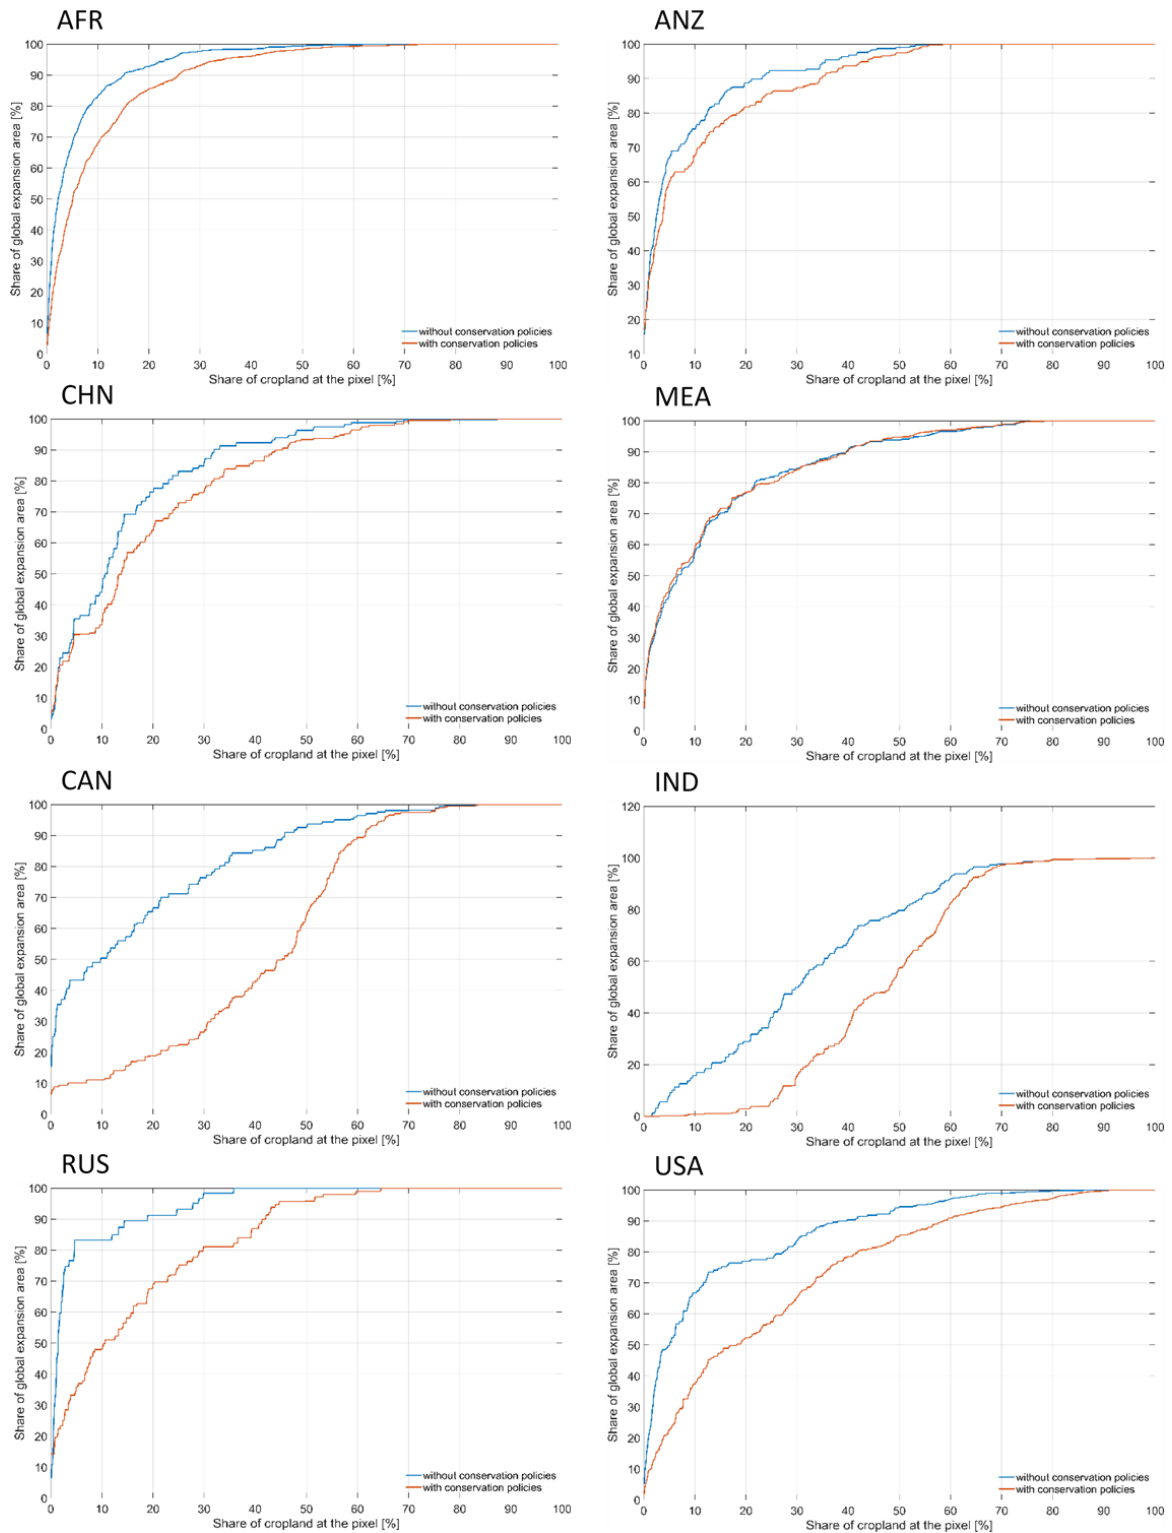 AFR
100
90
80
70
60
50
40
30
20
10
0
Share of global expansion area [%]
without conservation policies
with conservation policies
0 10 20 30 40 50 60 70 80 90 100
Share of cropland at the pixel [%]
ANZ
100
90
80
70
60
50
40
30
20
10
Share of global expansion area [%]
without conservation policies
with conservation policies
0 10 20 30 40 50 60 70 80 90 100
Share of cropland at the pixel [%]
CHN
100
90
80
70
60
50
40
30
20
10
0
Share of global expansion area [%]
without conservation policies
with conservation policies
0 10 20 30 40 50 60 70 80 90 100
Share of cropland at the pixel [%]
MEA
100
90
80
70
60
50
40
30
20
10
0
Share of global expansion area [%]
without conservation policies
with conservation policies
0 10 20 30 40 50 60 70 80 90 100
Share of cropland at the pixel [%]
CAN
100
90
80
70
60
50
40
30
20
10
0
Share of global expansion area [%]
without conservation policies
with conservation policies
0 10 20 30 40 50 60 70 80 90 100
Share of cropland at the pixel [%]
IND
120
100
80
60
40
20
0
Share of global expansion area [%]
without conservation policies
with conservation policies
0 10 20 30 40 50 60 70 80 90 100
Share of cropland at the pixel [%]
RUS
100
90
80
70
60
50
40
30
20
10
0
Share of global expansion area [%]
without conservation policies
with conservation policies
0 10 20 30 40 50 60 70 80 90 100
Share of cropland at the pixel [%]
USA
100
90
80
70
60
50
40
30
20
10
0
Share of global expansion area [%]
without conservation policies
with conservation policies
0 10 20 30 40 50 60 70 80 90 100
Share of cropland at the pixel [%]